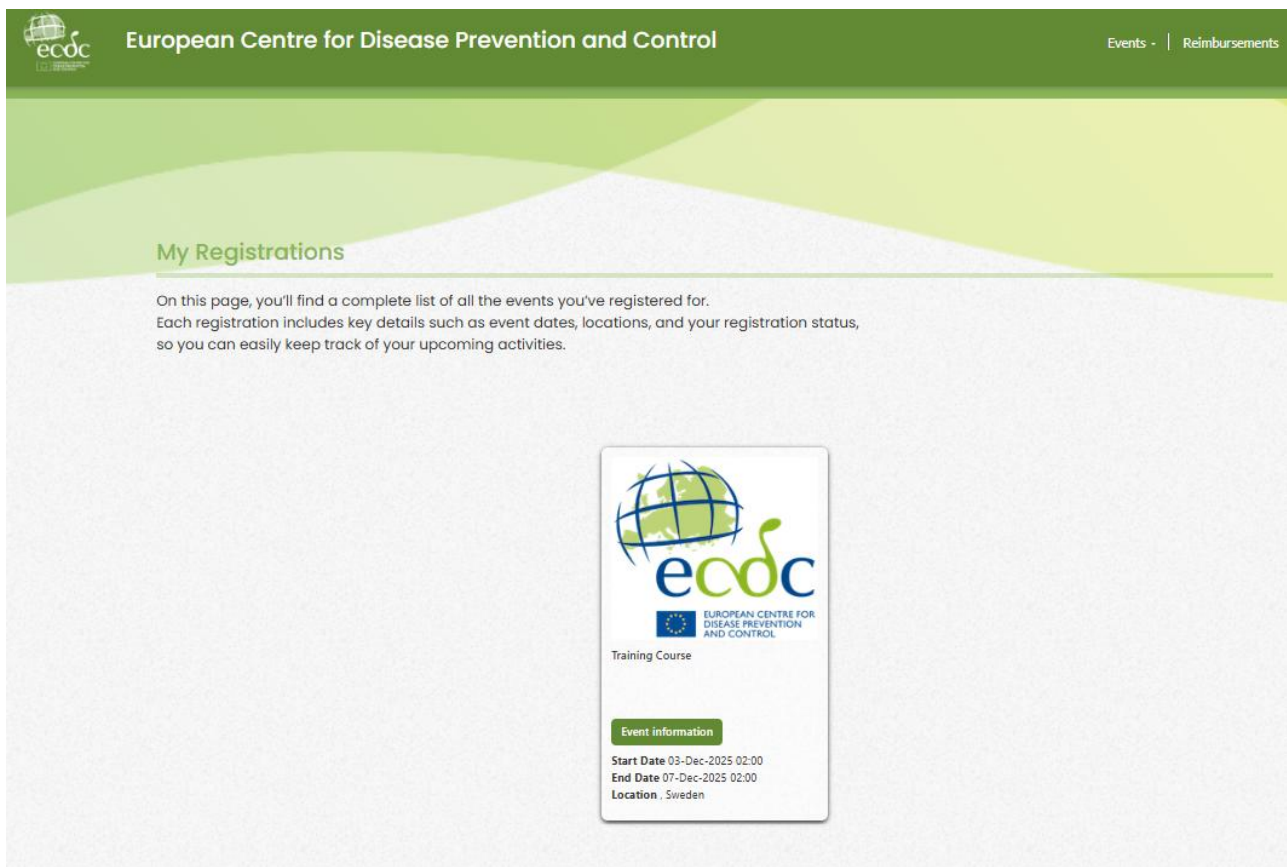 ecdc
European Centre for Disease Prevention and Control
Events
Reimbursements
My Registrations
On this page, you'll find a complete list of all the events you've registered for.
Each registration includes key details such as event dates, locations, and your registration status,
so you can easily keep track of your upcoming activities.
ecdc
EUROPEAN CENTRE FOR
DISEASE PREVENTION
AND CONTROL
Training Course
Event information
Start Date 03-Dec-2025 02:00
End Date 07-Dec-2025 02:00
Location , Sweden